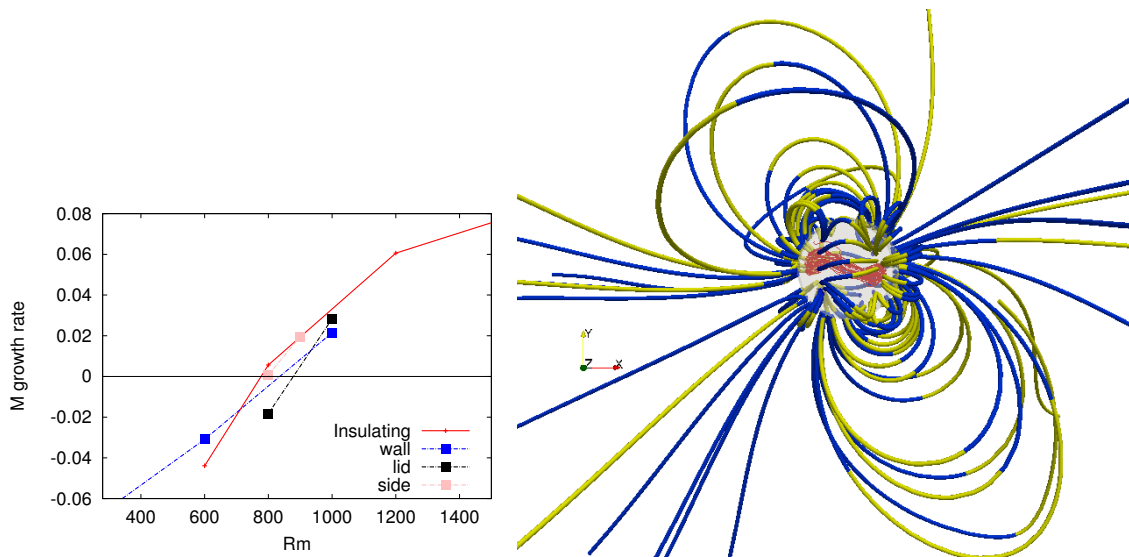 0.08
0.06
0.04
0.02
0
-0.02
-0.04
-0.06
M growth rate
400 600 800 1000 1200 1400
Rm
Insulating
wall
lid
side
Y
Z X